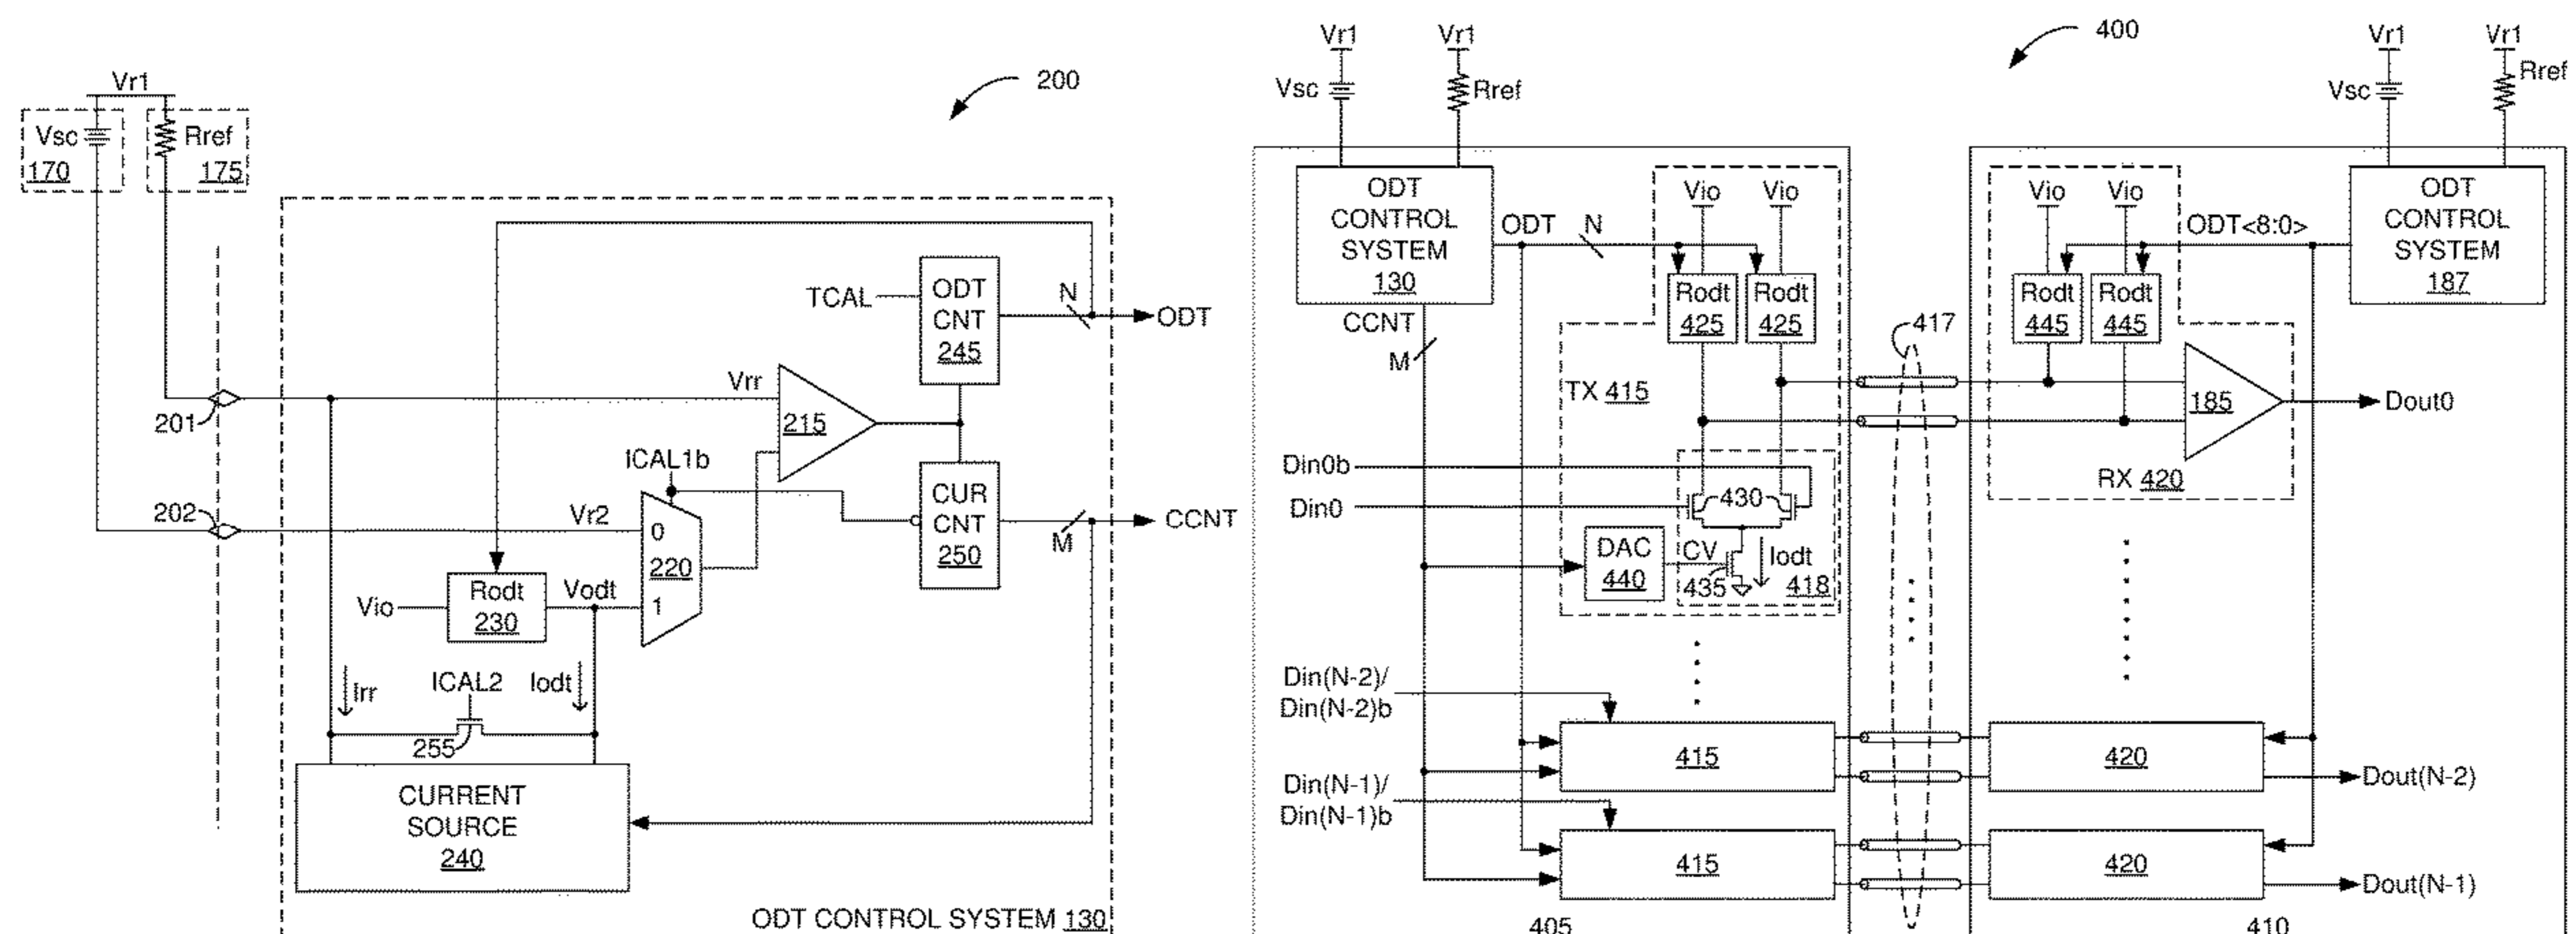 200
Vr1
Vsc
170
Rref
175
201
202
Vrr
Vr2
215
ICAL1b
0
220
1
TCAL
ODT
CNT
245
N
ODT
CUR
CNT
250
M
CCNT
Vio
Rodt
230
Vodt
Irr
ICAL2
Iodt
255
CURRENT
SOURCE
240
ODT CONTROL SYSTEM 130
400
Vr1
Vr1
Vsc
Rref
ODT
CONTROL
SYSTEM
130
ODT
N
CCNT
M
Vio
Vio
Rodt
425
Rodt
425
TX 415
Din0b
Din0
430
DAC
440
CV
435
Iodt
418
Din(N-2)/
Din(N-2)b
415
Din(N-1)/
Din(N-1)b
415
405
417
Vr1
Vr1
Vsc
Rref
ODT
CONTROL
SYSTEM
187
ODT<8:0>
Vio
Vio
Rodt
445
Rodt
445
185
Dout0
RX 420
420
Dout(N-2)
420
Dout(N-1)
410